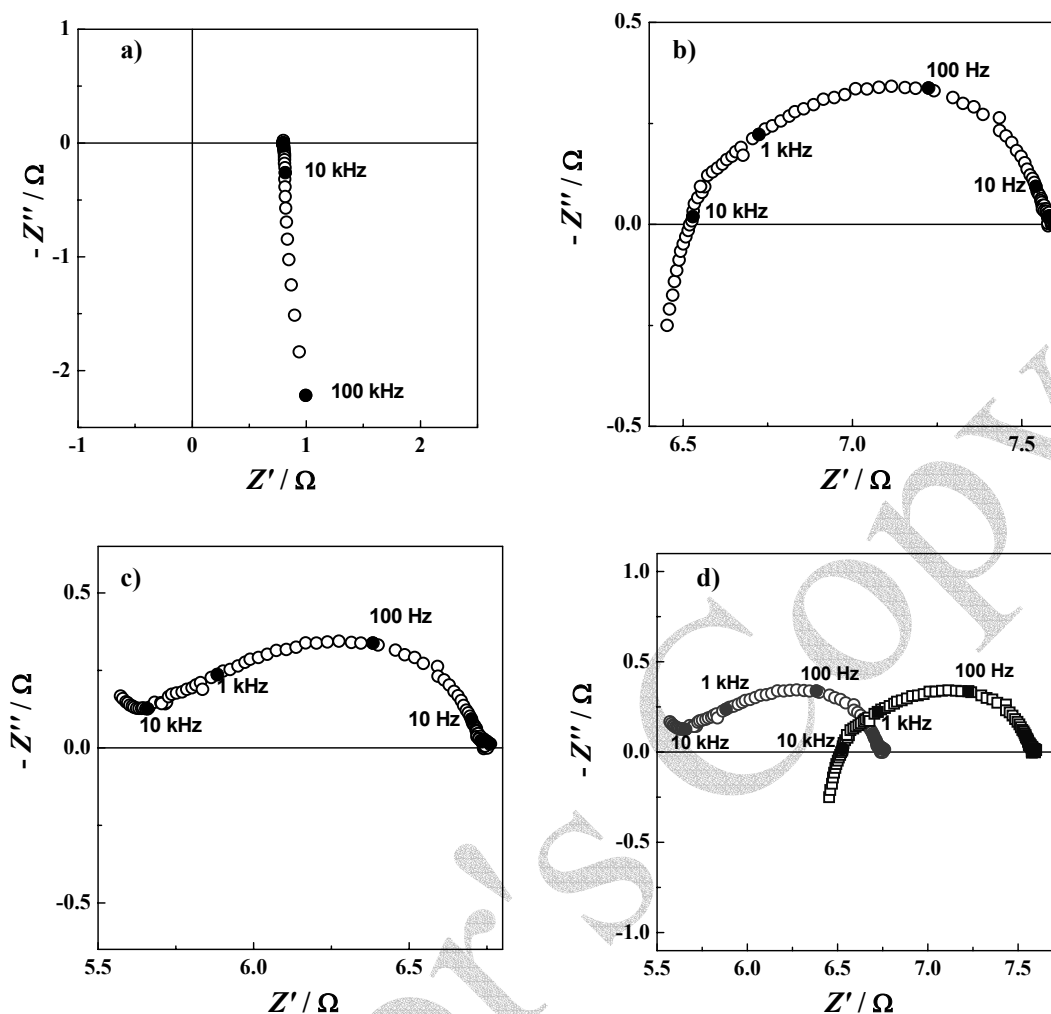 a)
1
0
-1
-2
- Z'' / Ω
10 kHz
100 kHz
-1
0
1
2
Z' / Ω
b)
0.5
0.0
-0.5
- Z'' / Ω
100 Hz
1 kHz
10 Hz
10 kHz
6.5
7.0
7.5
Z' / Ω
c)
0.5
0.0
-0.5
- Z'' / Ω
100 Hz
1 kHz
10 Hz
10 kHz
5.5
6.0
6.5
Z' / Ω
d)
1.0
0.5
0.0
-0.5
-1.0
- Z'' / Ω
1 kHz
100 Hz
100 Hz
1 kHz
10 kHz
10 kHz
5.5
6.0
6.5
7.0
7.5
Z' / Ω
r's Cop